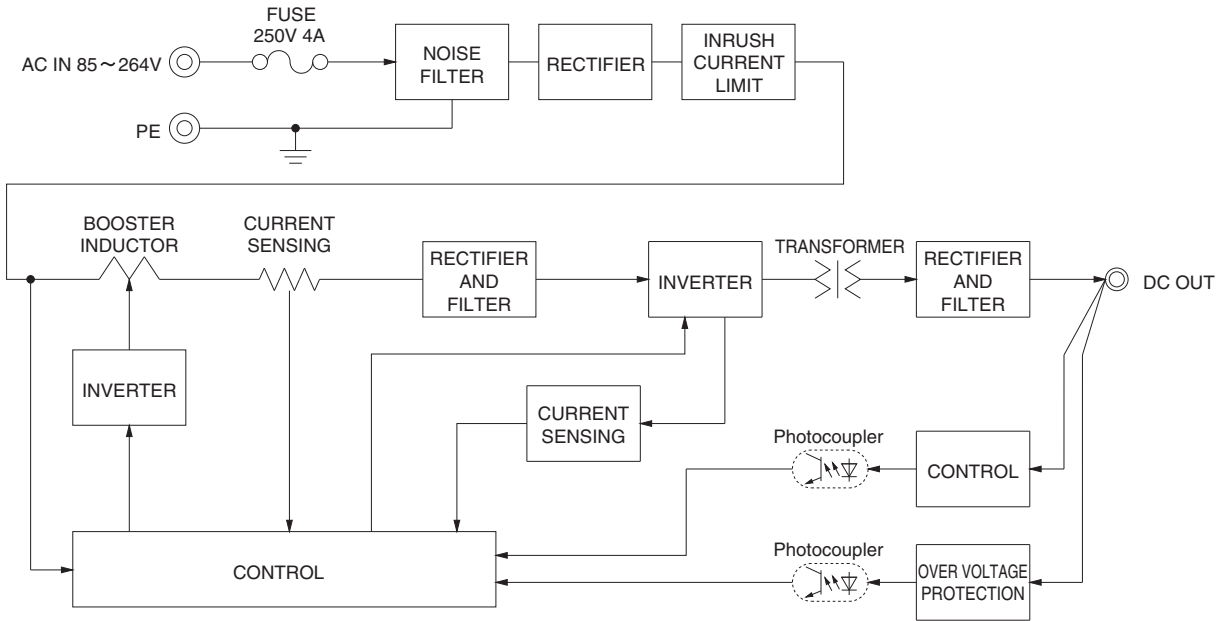 FUSE
250V 4A
AC IN 85～264V
NOISE
FILTER
RECTIFIER
INRUSH
CURRENT
LIMIT
PE
BOOSTER
INDUCTOR
CURRENT
SENSING
RECTIFIER
AND
FILTER
INVERTER
TRANSFORMER
RECTIFIER
AND
FILTER
DC OUT
INVERTER
CURRENT
SENSING
Photocoupler
CONTROL
CONTROL
Photocoupler
OVER VOLTAGE
PROTECTION